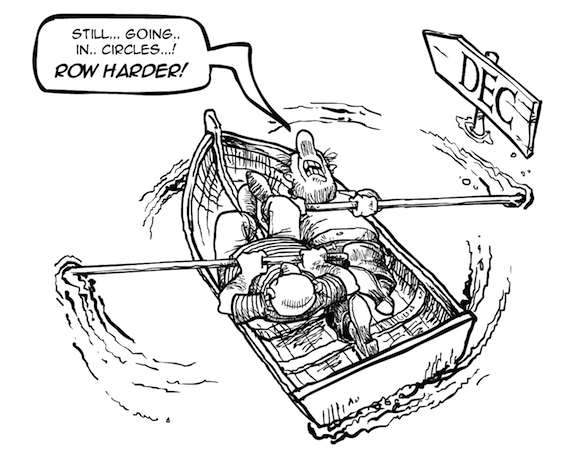 STILL... GOING..
IN.. CIRCLES...!
ROW HARDER!
DEC